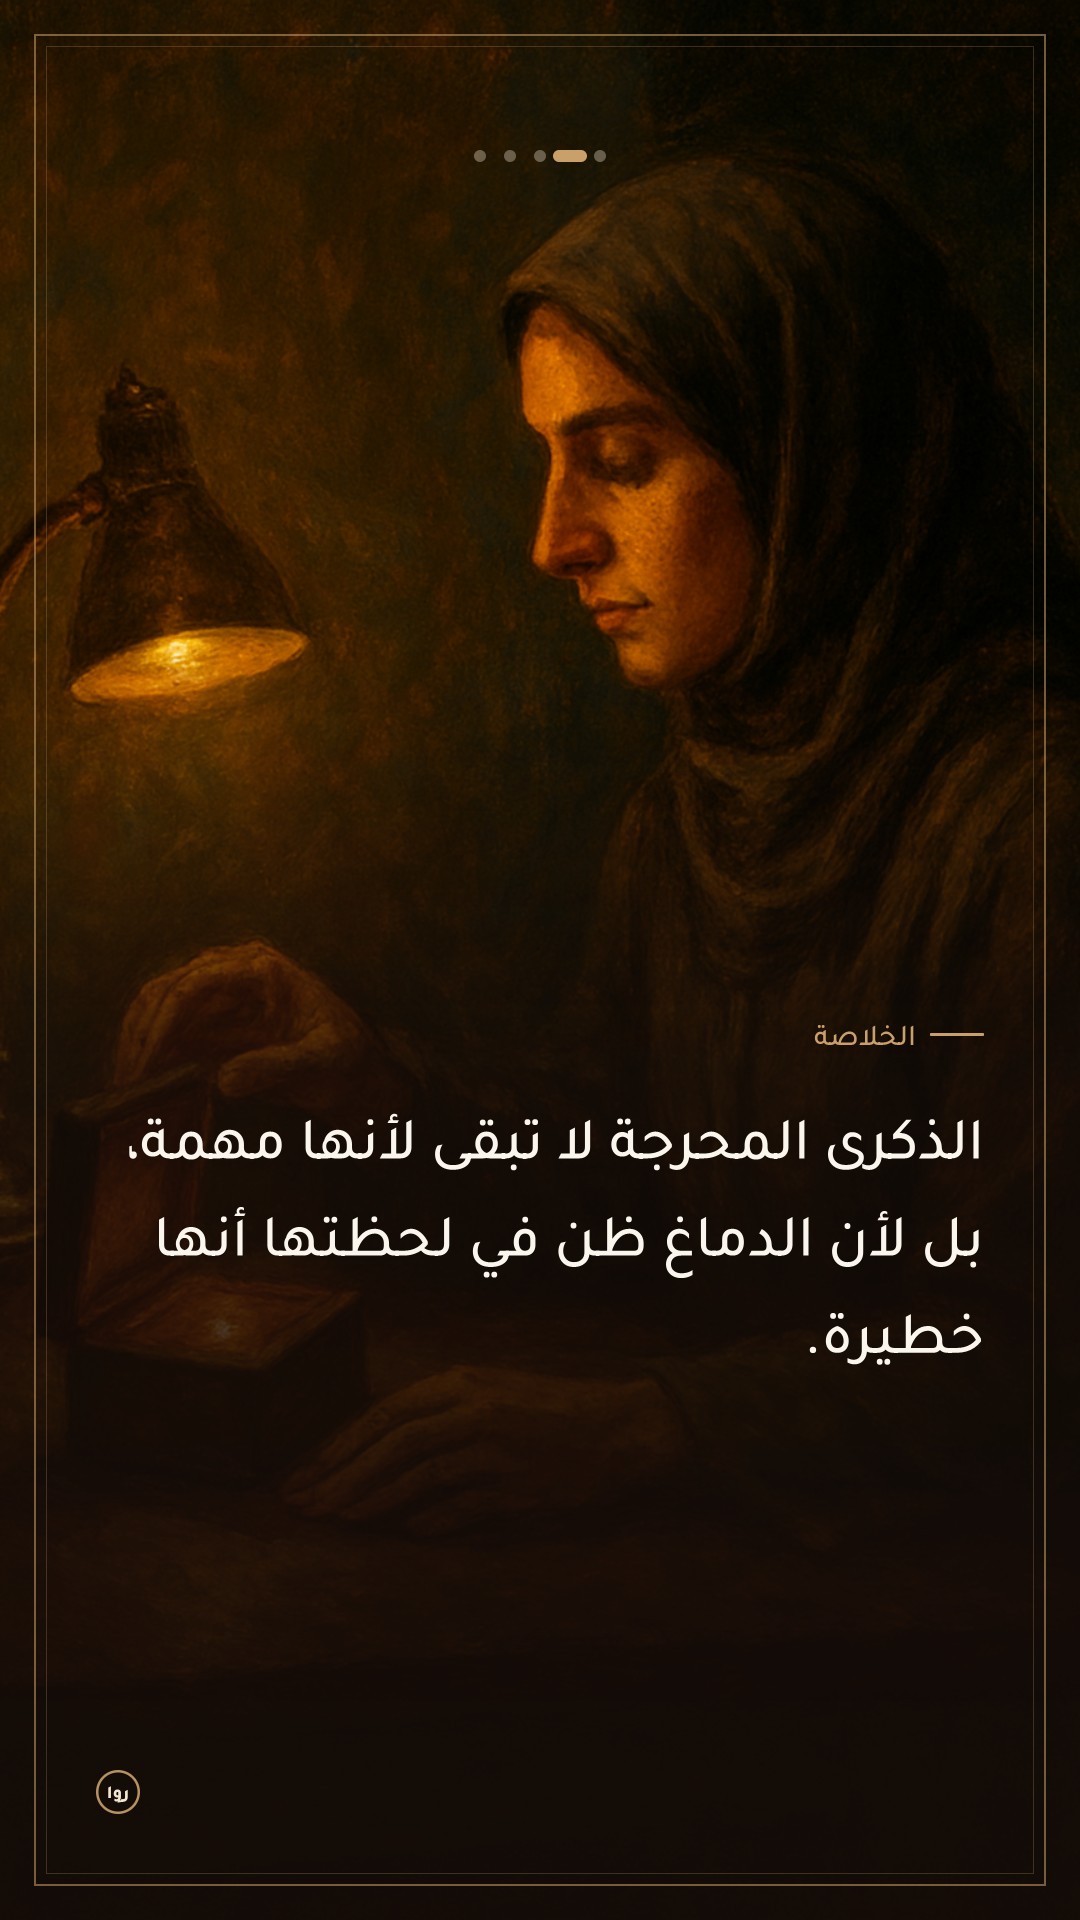 الخلاصة
الذكرى المحرجة لا تبقى لأنها مهمة،
بل لأن الدماغ ظن في لحظتها أنها
خطيرة.
روا